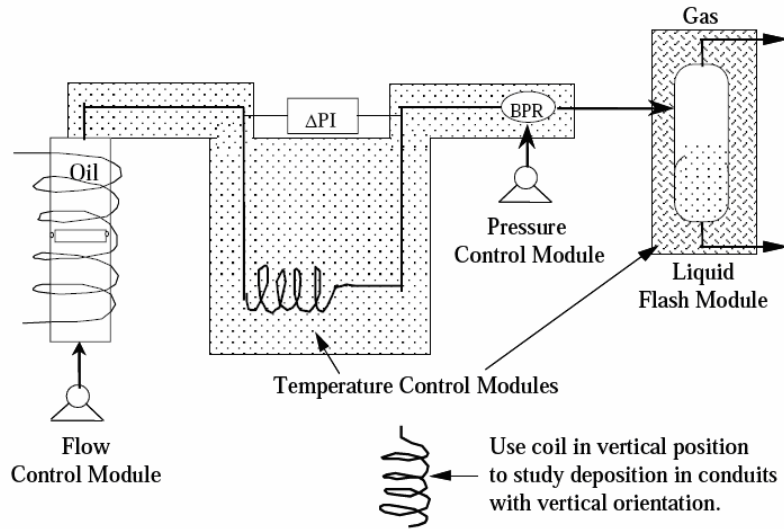 Gas
ΔPI
BPR
Oil
Pressure
Control Module
Liquid
Flash Module
Temperature Control Modules
Flow
Control Module
Use coil in vertical position
to study deposition in conduits
with vertical orientation.